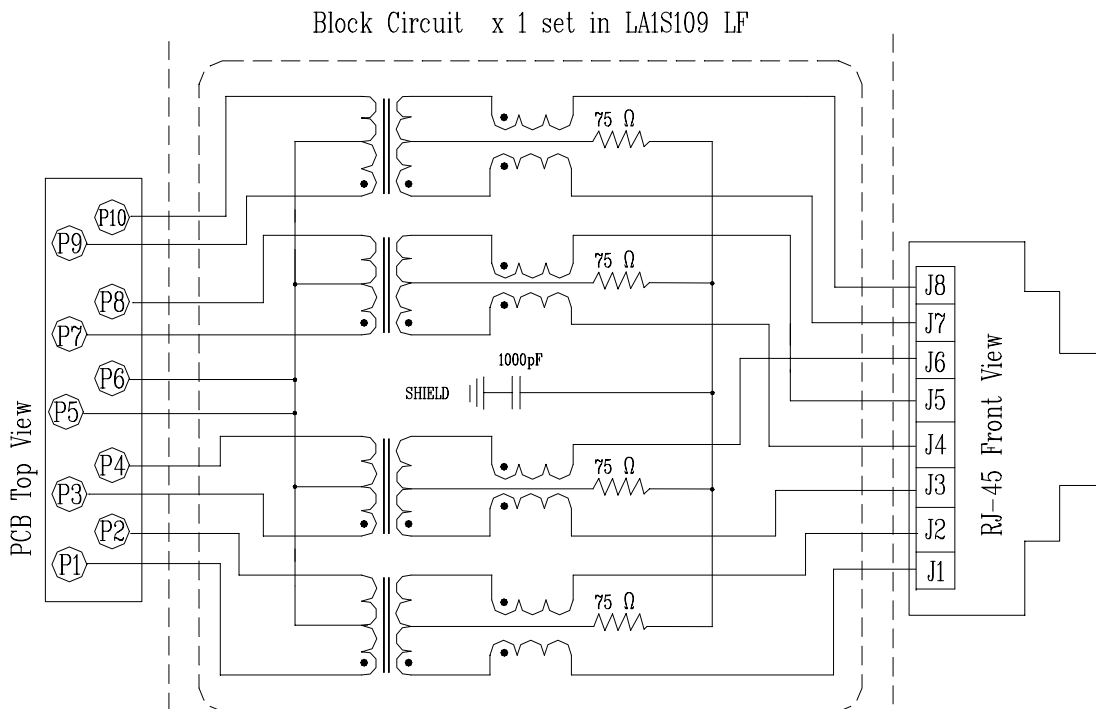 Block Circuit x 1 set in LA1S109 LF
75 Ω
P10
P9
75 Ω
P8
J8
P7
J7
1000pF
J6
P6
SHIELD
J5
P5
J4
P4
75 Ω
P3
J3
P2
J2
P1
J1
75 Ω
PCB Top View
RJ-45 Front View